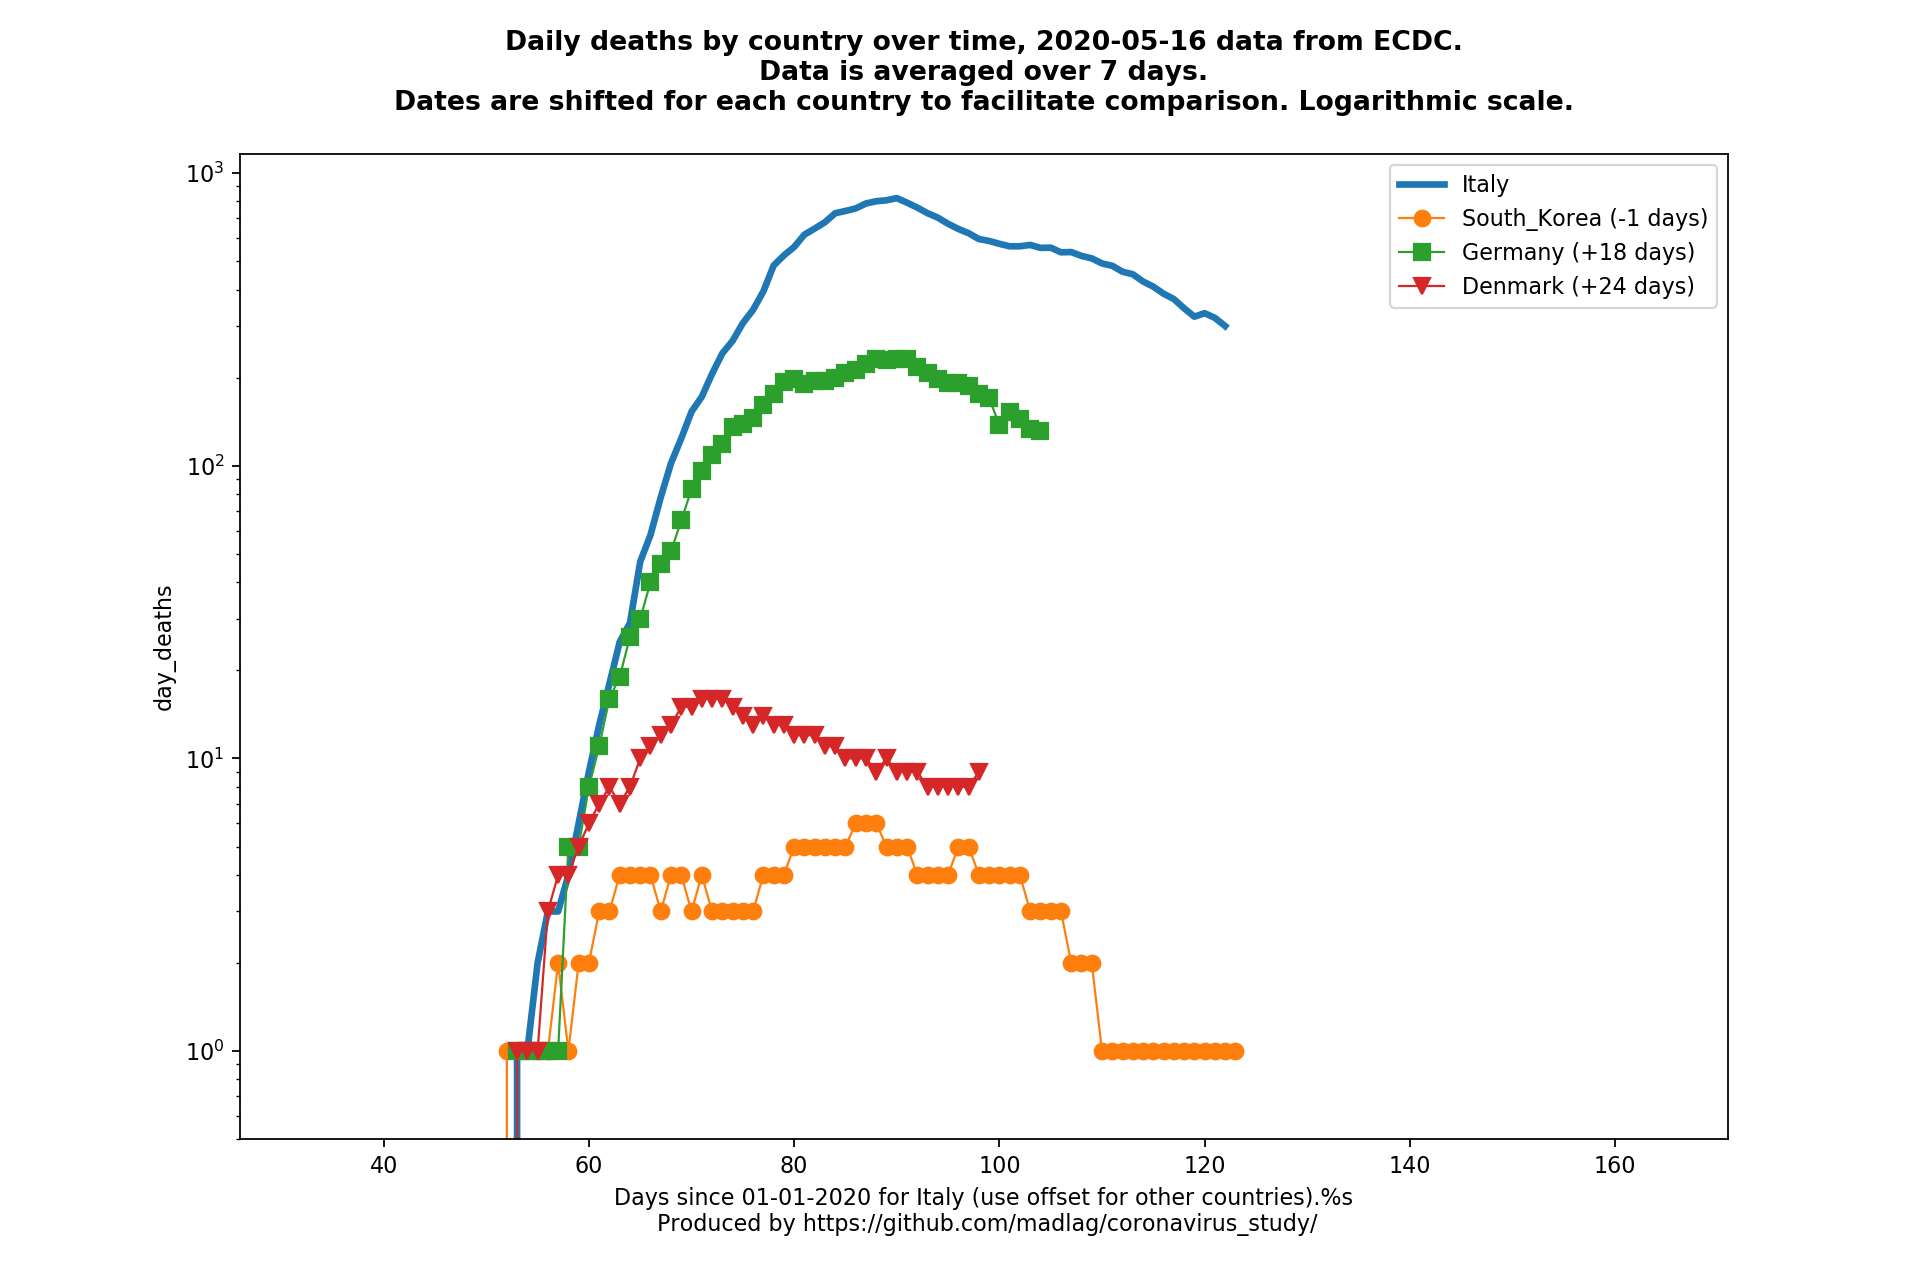 Daily deaths by country over time, 2020-05-16 data from ECDC.
Data is averaged over 7 days.
Dates are shifted for each country to facilitate comparison. Logarithmic scale.
10³
10²
10¹
10⁰
day_deaths
Italy
South_Korea (-1 days)
Germany (+18 days)
Denmark (+24 days)
40 60 80 100 120 140 160
Days since 01-01-2020 for Italy (use offset for other countries).%s
Produced by https://github.com/madlag/coronavirus_study/